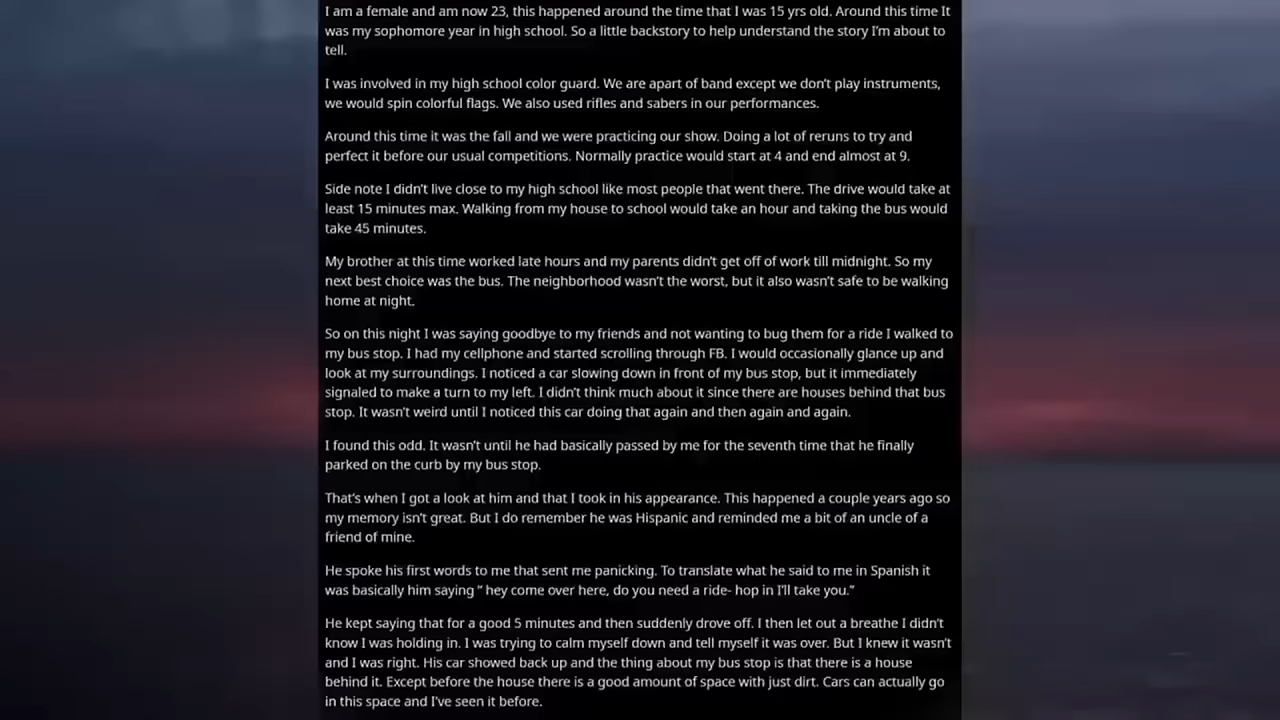 I am a female and am now 23, this happened around the time that I was 15 yrs old. Around this time It
was my sophomore year in high school. So a little backstory to help understand the story I'm about to
tell.
I was involved in my high school color guard. We are apart of band except we don't play instruments,
we would spin colorful flags. We also used rifles and sabers in our performances.
Around this time it was the fall and we were practicing our show. Doing a lot of reruns to try and
perfect it before our usual competitions. Normally practice would start at 4 and end almost at 9.
Side note I didn't live close to my high school like most people that went there. The drive would take at
least 15 minutes max. Walking from my house to school would take an hour and taking the bus would
take 45 minutes.
My brother at this time worked late hours and my parents didn't get off of work till midnight. So my
next best choice was the bus. The neighborhood wasn't the worst, but it also wasn't safe to be walking
home at night.
So on this night I was saying goodbye to my friends and not wanting to bug them for a ride I walked to
my bus stop. I had my cellphone and started scrolling through FB. I would occasionally glance up and
look at my surroundings. I noticed a car slowing down in front of my bus stop, but it immediately
signaled to make a turn to my left. I didn't think much about it since there are houses behind that bus
stop. It wasn't weird until I noticed this car doing that again and then again and again.
I found this odd. It wasn't until he had basically passed by me for the seventh time that he finally
parked on the curb by my bus stop.
That's when I got a look at him and that I took in his appearance. This happened a couple years ago so
my memory isn't great. But I do remember he was Hispanic and reminded me a bit of an uncle of a
friend of mine.
He spoke his first words to me that sent me panicking. To translate what he said to me in Spanish it
was basically him saying " hey come over here, do you need a ride- hop in I'll take you."
He kept saying that for a good 5 minutes and then suddenly drove off. I then let out a breathe I didn't
know I was holding in. I was trying to calm myself down and tell myself it was over. But I knew it wasn't
and I was right. His car showed back up and the thing about my bus stop is that there is a house
behind it. Except before the house there is a good amount of space with just dirt. Cars can actually go
in this space and I've seen it before.